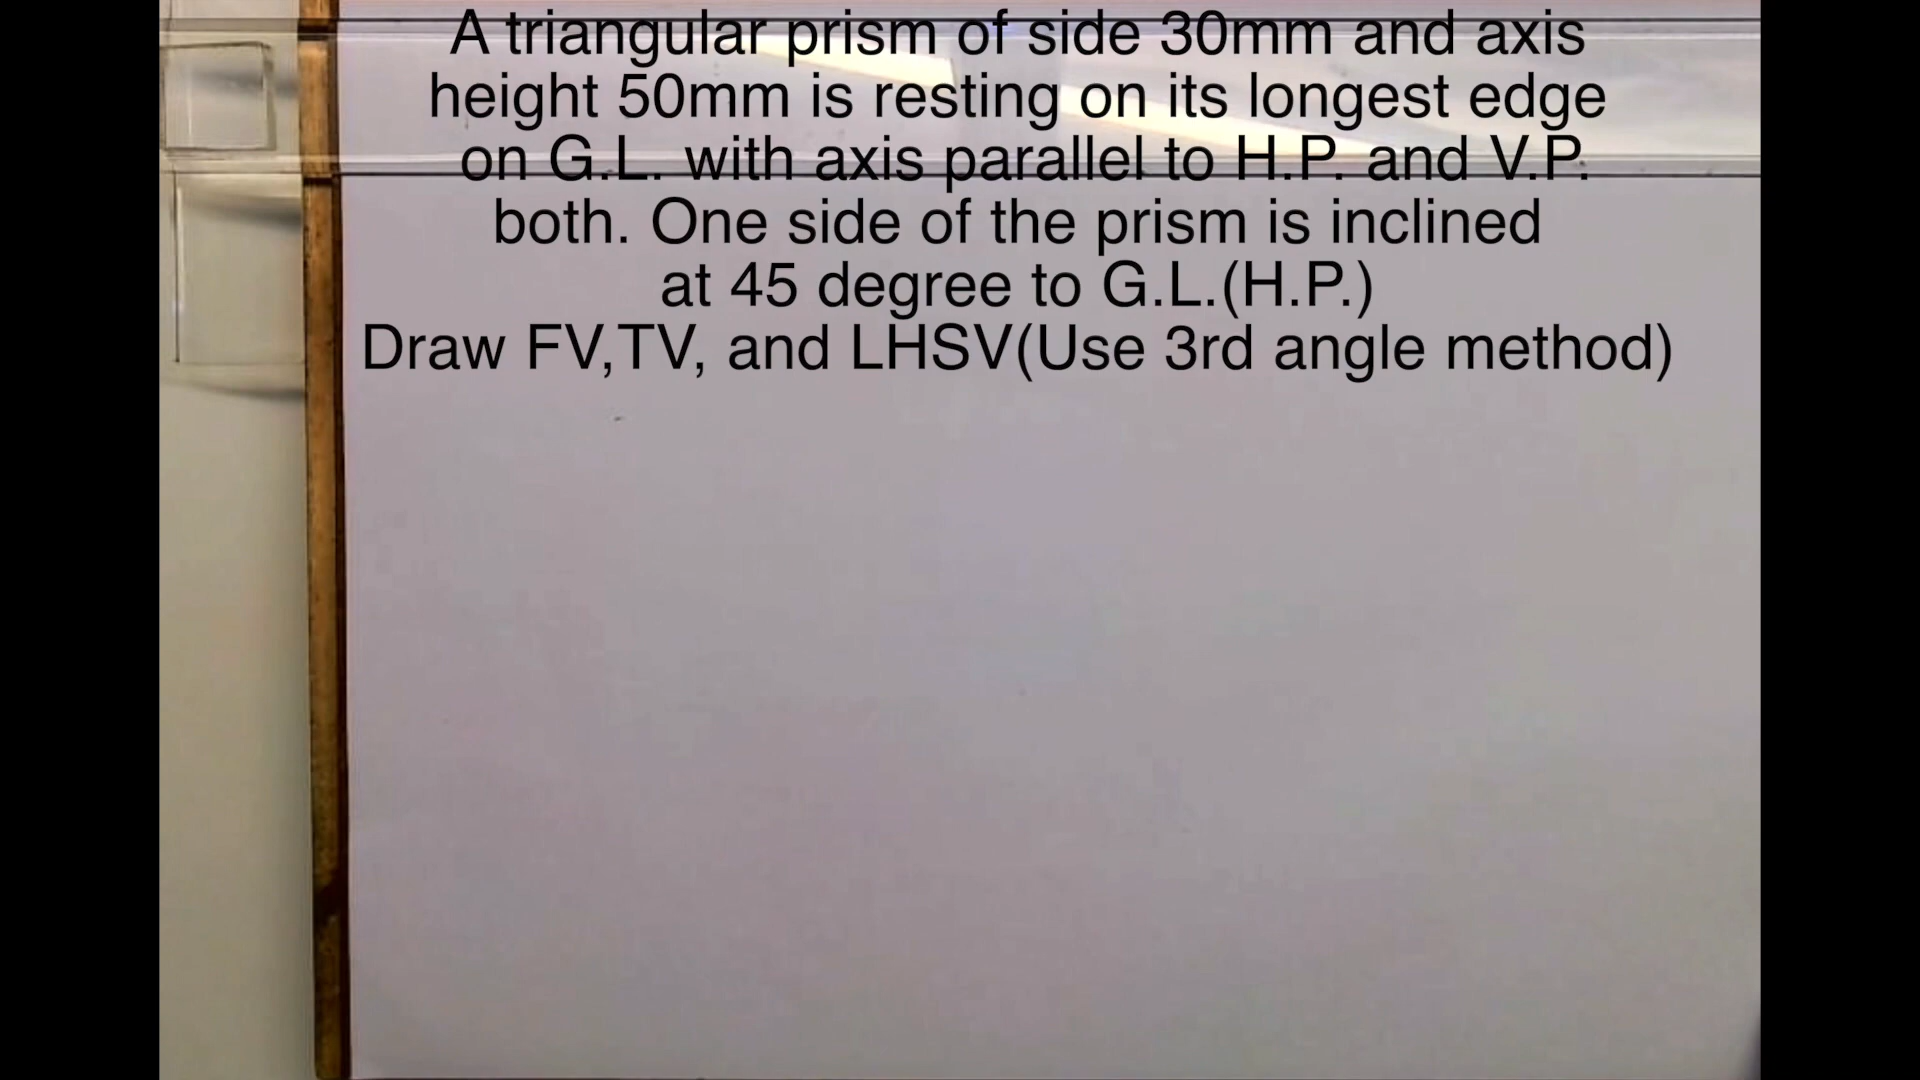 A triangular prism of side 30mm and axis
height 50mm is resting on its longest edge
on G.L. with axis parallel to H.P. and V.P.
both. One side of the prism is inclined
at 45 degree to G.L.(H.P.)
Draw FV,TV, and LHSV(Use 3rd angle method)